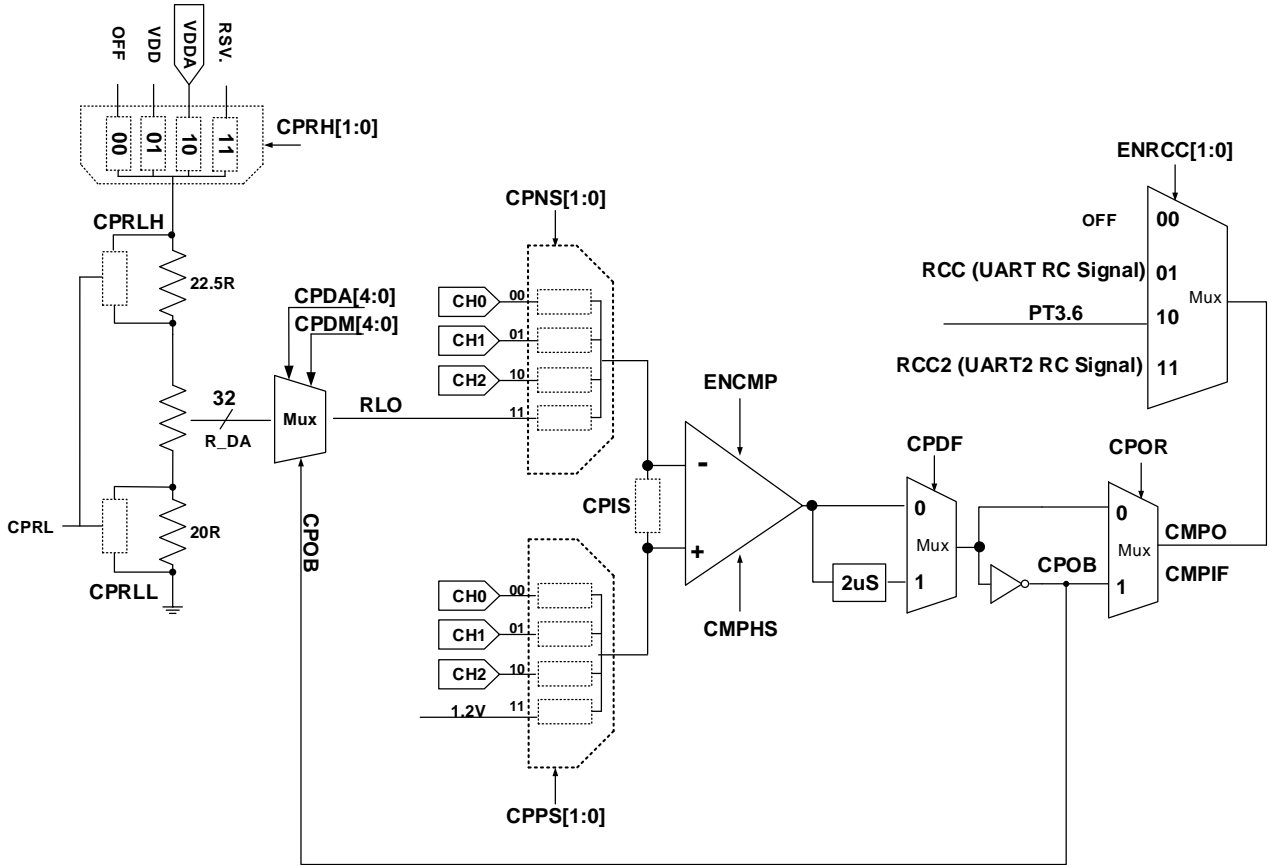 OFF
VDD
VDDA
RSV.
00
01
10
11
CPRH[1:0]
CPRLH
22.5R
CPRL
20R
CPRLL
32
R_DA
CPDA[4:0]
CPDM[4:0]
Mux
RLO
CPOB
CPNS[1:0]
CH0 00
CH1 01
CH2 10
11
CPIS
CH0 00
CH1 01
CH2 10
1.2V 11
CPPS[1:0]
ENCMP
-
+
CMPHS
2uS
CPDF
0
Mux
1
CPOB
CPOR
0
Mux
1
CMPO
CMPIF
ENRCC[1:0]
OFF 00
RCC (UART RC Signal) 01
Mux
PT3.6 10
RCC2 (UART2 RC Signal) 11